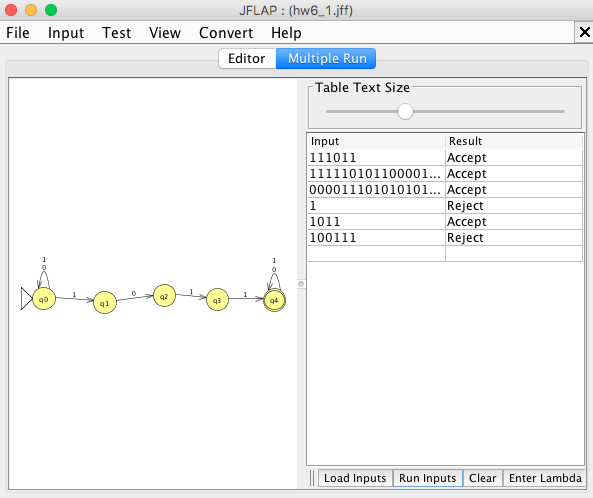 JFLAP : (hw6_1.jff)
File Input Test View Convert Help
Editor Multiple Run
Table Text Size
Input Result
111011 Accept
111110101100001... Accept
000011101010101... Accept
1 Reject
1011 Accept
100111 Reject
1 1
0 0
q0 1 q1 0 q2 1 q3 1 q4
Load Inputs Run Inputs Clear Enter Lambda